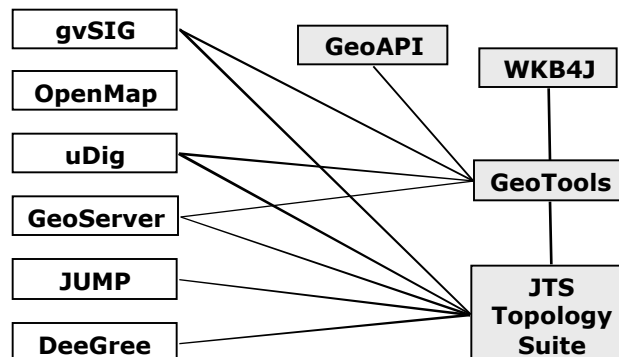 gvSIG
OpenMap
uDig
GeoServer
JUMP
DeeGree
GeoAPI
WKB4J
GeoTools
JTS
Topology
Suite